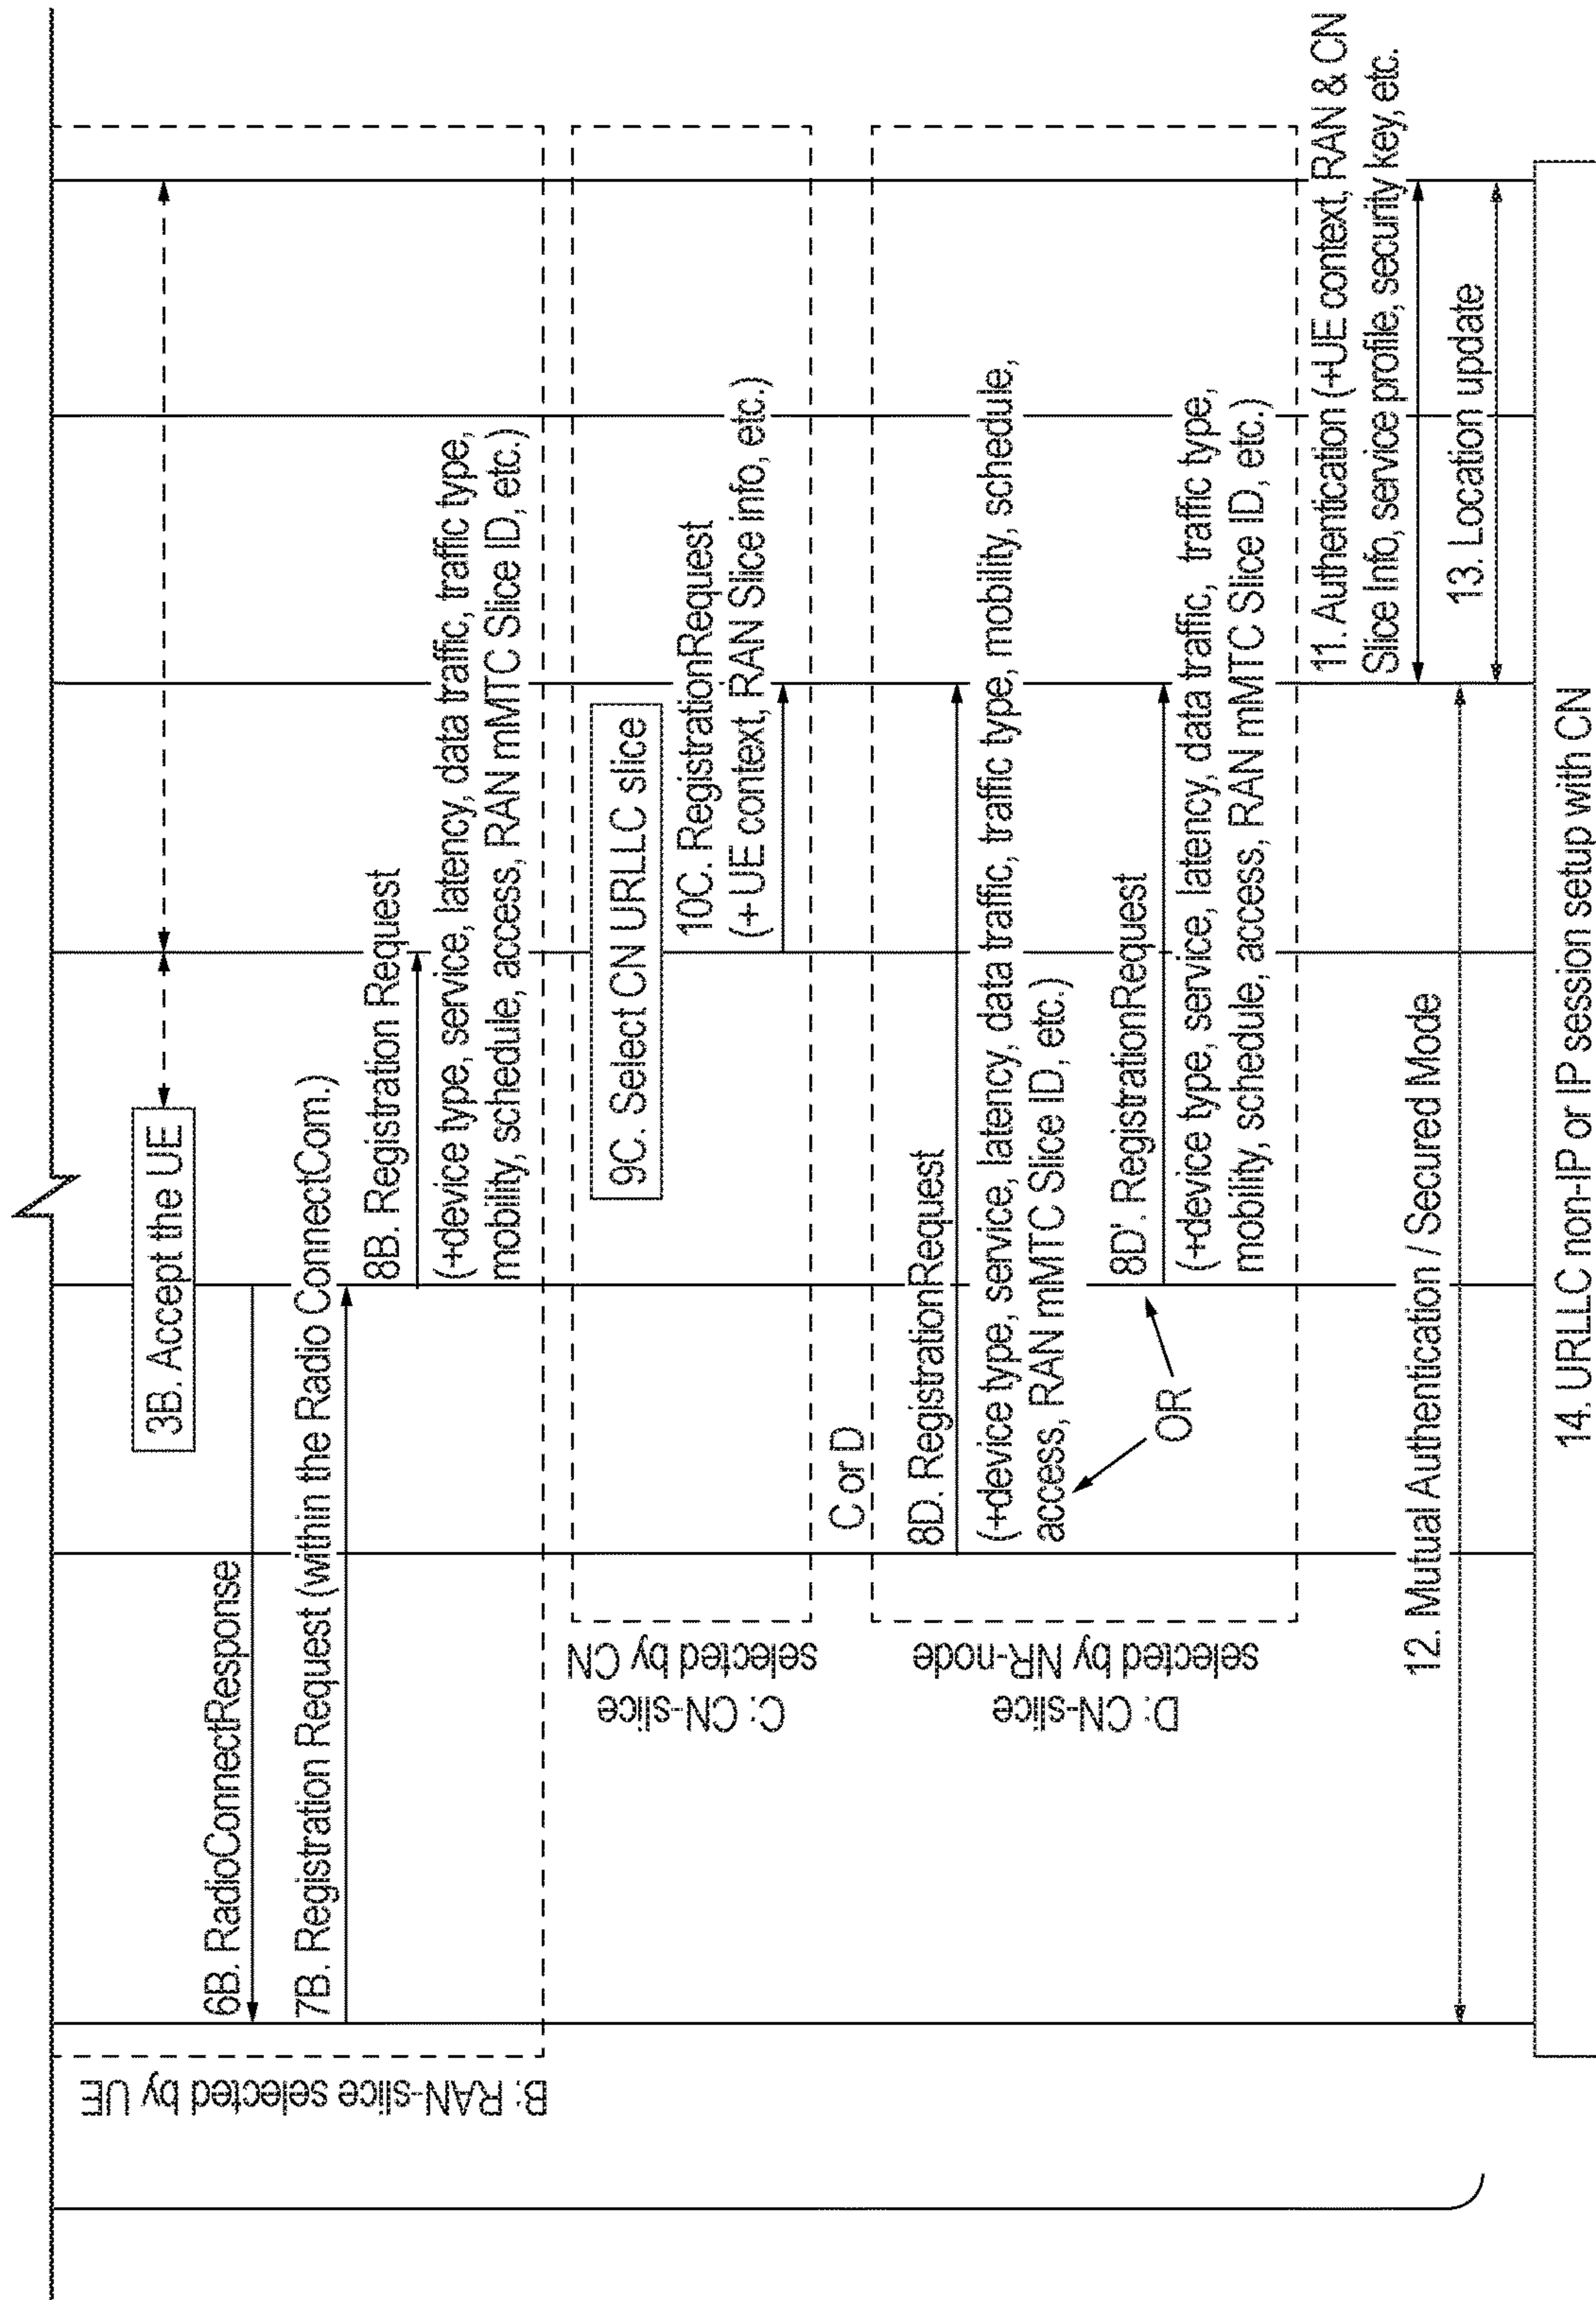 3B. Accept the UE
6B. RadioConnectResponse
7B. Registration Request (within the Radio ConnectCom.)
8B. Registration Request
(+device type, service, latency, data traffic, traffic type,
mobility, schedule, access, RAN mMTC Slice ID, etc.)
B: RAN-slice selected by UE
9C. Select CN URLLC slice
10C. RegistrationRequest
(+ UE context, RAN Slice info, etc.)
C: CN-slice
selected by CN
C or D
8D. RegistrationRequest
(+device type, service, latency, data traffic, traffic type, mobility, schedule,
access, RAN mMTC Slice ID, etc.)
OR
8D'. RegistrationRequest
(+device type, service, latency, data traffic, traffic type,
mobility, schedule, access, RAN mMTC Slice ID, etc.)
D: CN-slice
selected by NR-node
11. Authentication (+UE context, RAN & CN
Slice Info, service profile, security key, etc.
12. Mutual Authentication / Secured Mode
13. Location update
14. URLLC non-IP or IP session setup with CN